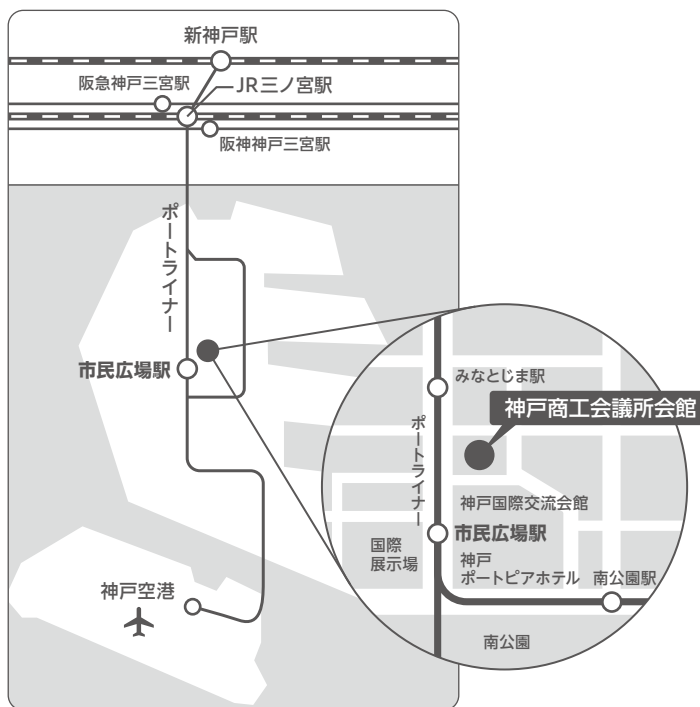 新神戸駅
阪急神戸三宮駅
JR三ノ宮駅
阪神神戸三宮駅
ポートライナー
市民広場駅
神戸空港
みなとじま駅
神戸商工会議所会館
ポートライナー
神戸国際交流会館
市民広場駅
国際
展示場
神戸
ポートピアホテル
南公園駅
南公園